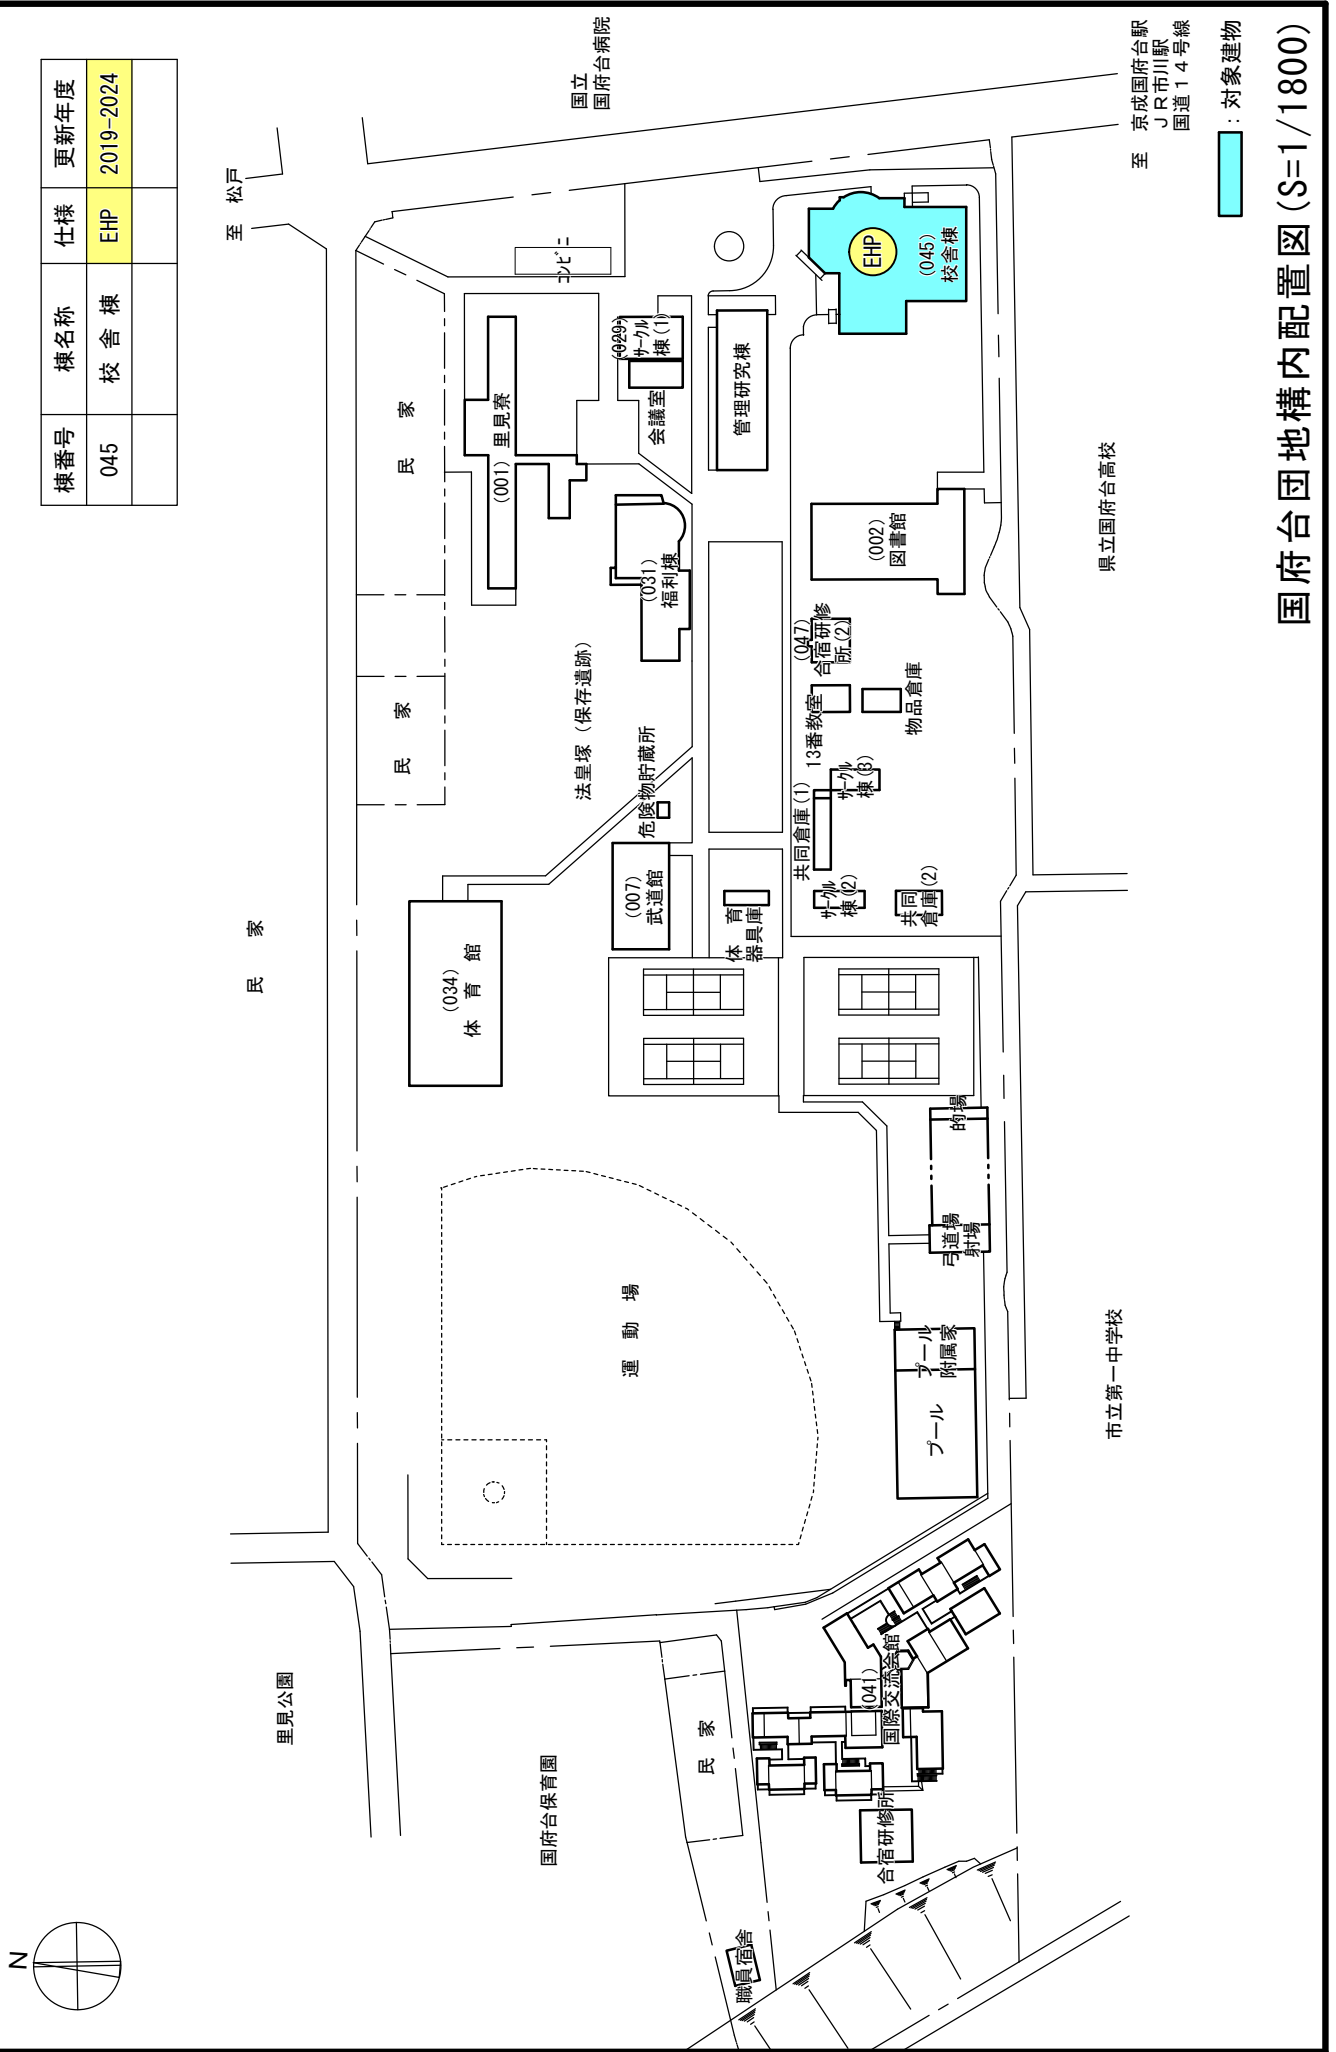 国府台団地構内配置図(S=1/1800)
：対象建物
棟番号 棟名称 仕様 更新年度
045 校舎棟 EHP 2019-2024
N
至 松戸
国立
国府台病院
至 京成国府台駅
ＪＲ市川駅
国道１４号線
コンビニ
民 家
(001) 里見寮
(029)
サークル
棟(1)
会議室
管理研究棟
EHP
(045)
校舎棟
県立国府台高校
(002)
図書館
(031)
福利棟
(047)
合宿研修
所(2)
13番教室
物品倉庫
民 家
法皇塚（保存遺跡）
危険物貯蔵所
共同倉庫(1)
サークル
棟(3)
(007)
武道館
体育
器具庫
サークル
棟(2)
共同
倉庫(2)
民 家
(034)
体 育 館
的場
弓道場
射場
運 動 場
プール
附属家
プール
市立第一中学校
里見公園
国府台保育園
民 家
(041)
国際交流会館
合宿研修所
職員宿舎